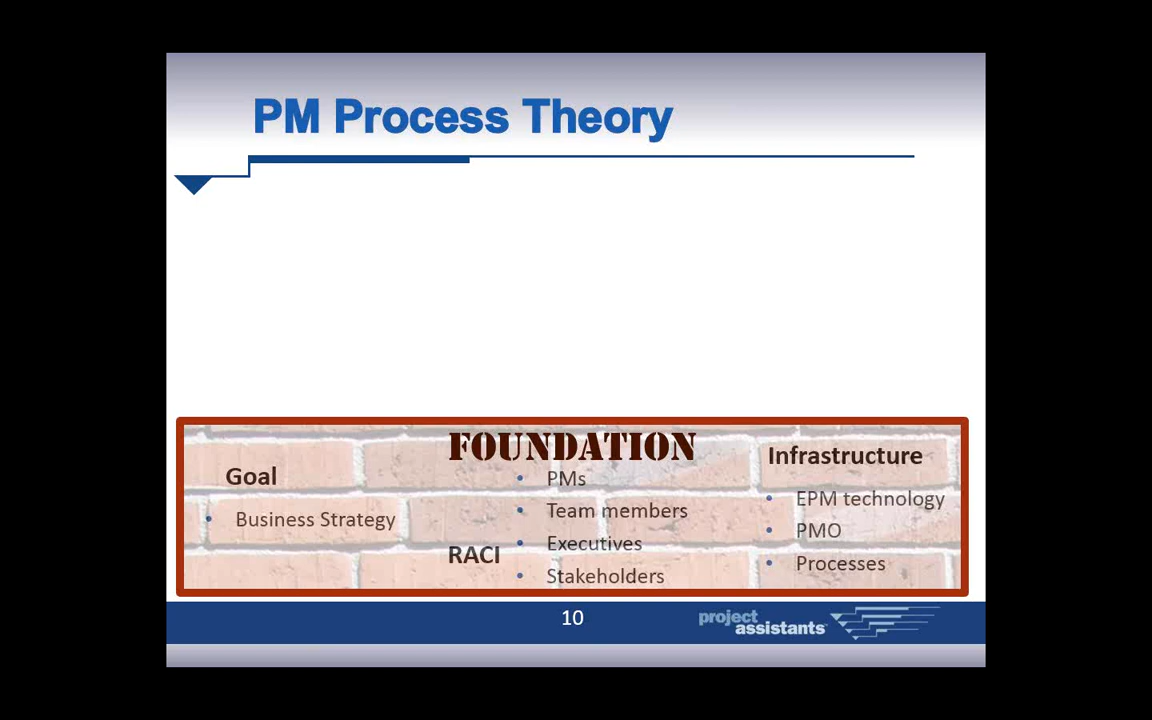 PM Process Theory
FOUNDATION
Goal
• Business Strategy
RACI
• PMs
• Team members
• Executives
• Stakeholders
Infrastructure
• EPM technology
• PMO
• Processes
10
project
assistants